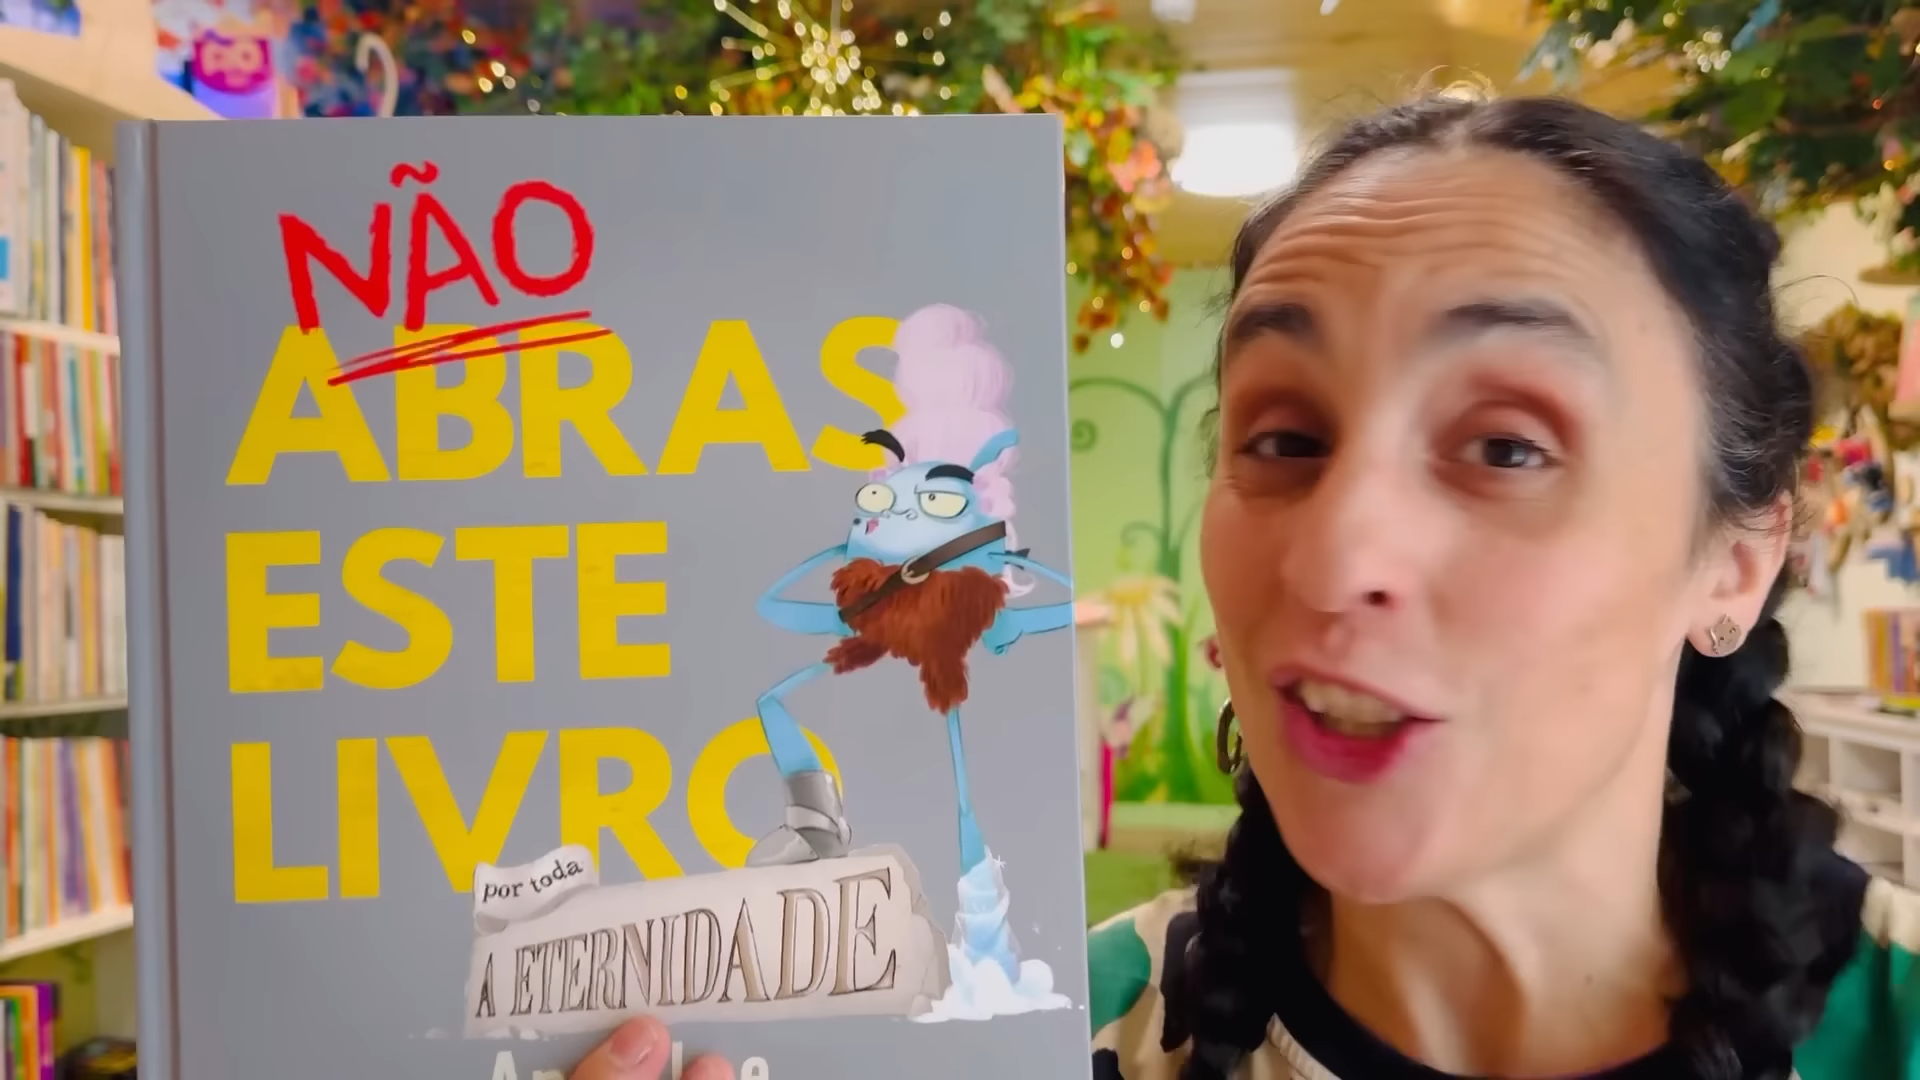 NÃO
ABRAS
ESTE
LIVRO
por toda
A ETERNIDADE